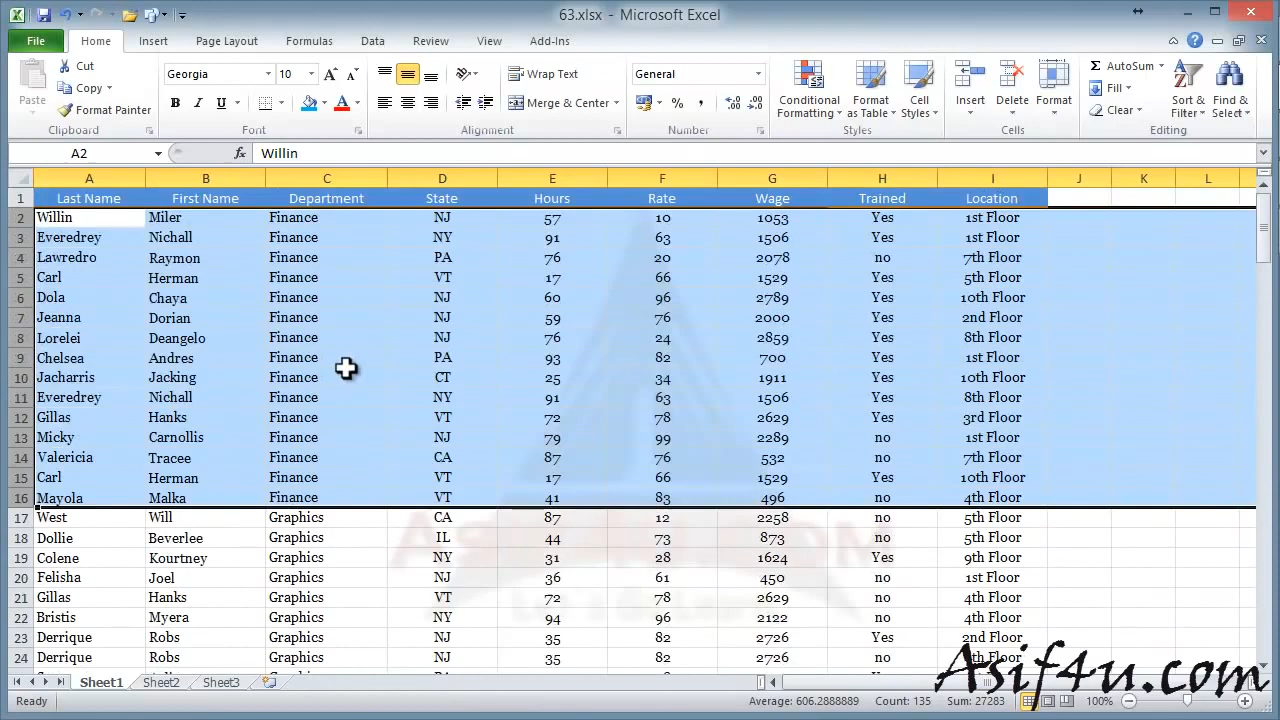 63.xlsx - Microsoft Excel
File Home Insert Page Layout Formulas Data Review View Add-Ins
Paste Cut Copy Format Painter Clipboard
Georgia 10 B I U A Font
Wrap Text Merge & Center Alignment
General % , Number
Conditional Formatting Format as Table Cell Styles Styles
Insert Delete Format Cells
AutoSum Fill Clear Sort & Filter Find & Select Editing
A2 fx Willin
A B C D E F G H I J K L
1 Last Name First Name Department State Hours Rate Wage Trained Location
2 Willin Miler Finance NJ 57 10 1053 Yes 1st Floor
3 Everedrey Nichall Finance NY 91 63 1506 Yes 1st Floor
4 Lawredro Raymon Finance PA 76 20 2078 no 7th Floor
5 Carl Herman Finance VT 17 66 1529 Yes 5th Floor
6 Dola Chaya Finance NJ 60 96 2789 Yes 10th Floor
7 Jeanna Dorian Finance NJ 59 76 2000 Yes 2nd Floor
8 Lorelei Deangelo Finance NJ 76 24 2859 Yes 8th Floor
9 Chelsea Andres Finance PA 93 82 700 Yes 1st Floor
10 Jacharris Jacking Finance CT 25 34 1911 Yes 10th Floor
11 Everedrey Nichall Finance NY 91 63 1506 Yes 8th Floor
12 Gillas Hanks Finance VT 72 78 2629 Yes 3rd Floor
13 Micky Carnollis Finance NJ 79 99 2289 no 1st Floor
14 Valericia Tracee Finance CA 87 76 532 no 7th Floor
15 Carl Herman Finance VT 17 66 1529 Yes 10th Floor
16 Mayola Malka Finance VT 41 83 496 no 4th Floor
17 West Will Graphics CA 87 12 2258 no 5th Floor
18 Dollie Beverlee Graphics IL 44 73 873 no 5th Floor
19 Colene Kourtney Graphics NY 31 28 1624 Yes 9th Floor
20 Felisha Joel Graphics NJ 36 61 450 no 1st Floor
21 Gillas Hanks Graphics VT 72 78 2629 no 4th Floor
22 Bristis Myera Graphics NY 94 96 2122 no 4th Floor
23 Derrique Robs Graphics NJ 35 82 2726 Yes 2nd Floor
24 Derrique Robs Graphics NJ 35 82 2726 no Floor
Asif4u.com
Sheet1 Sheet2 Sheet3
Ready Average: 606.2888889 Count: 135 Sum: 27283 100%